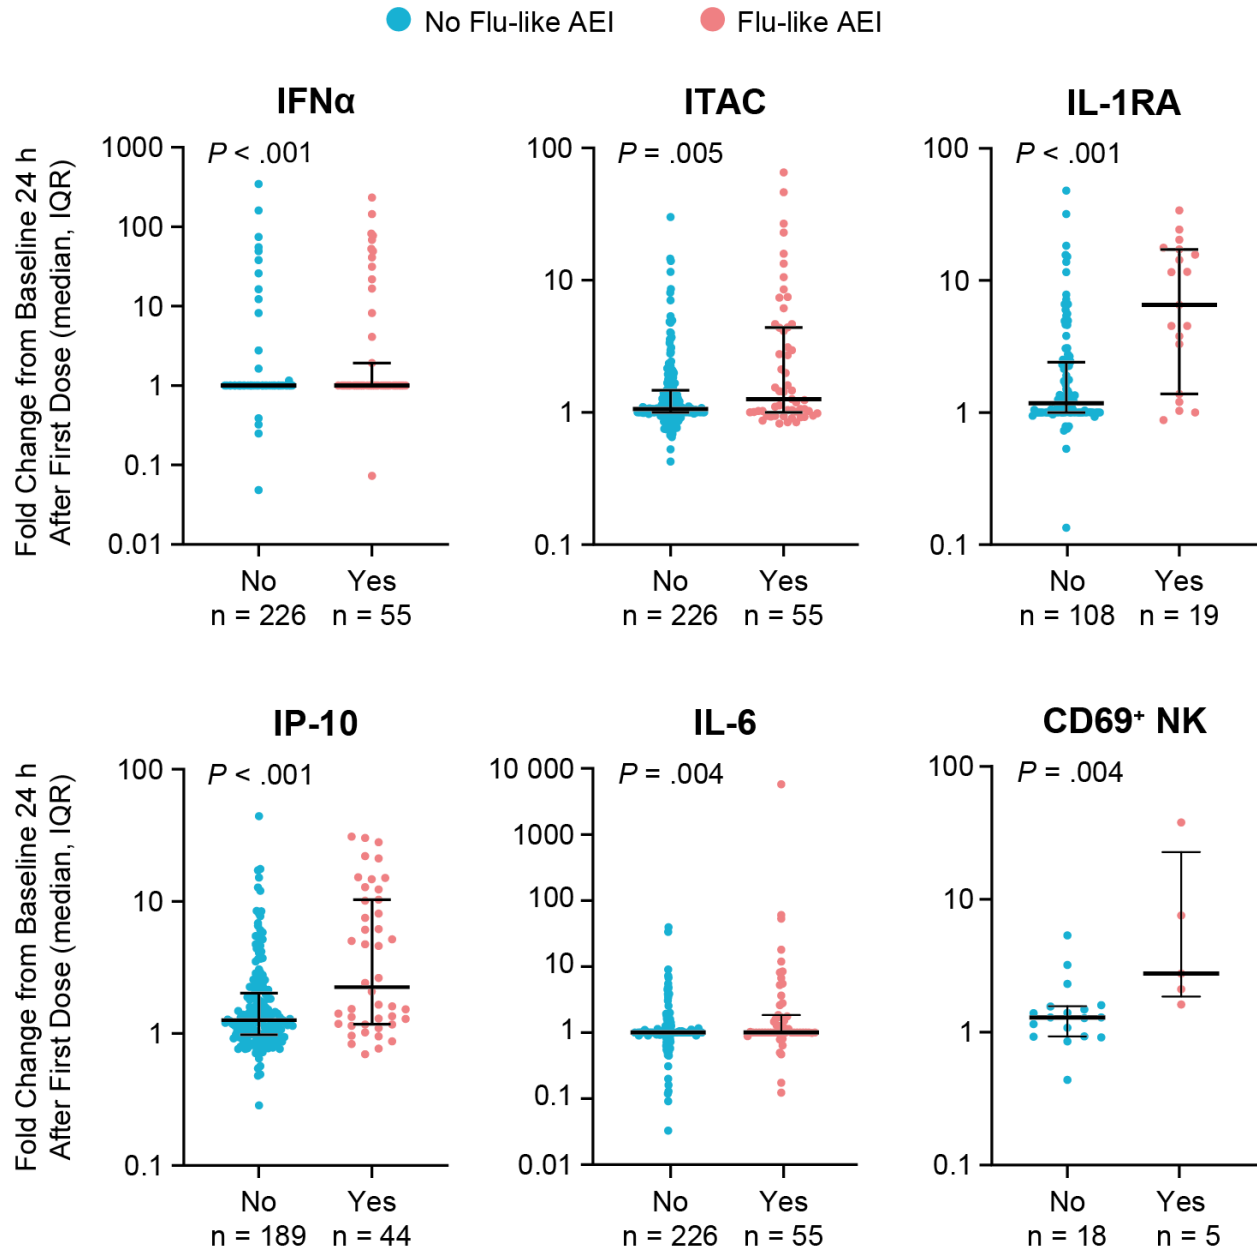 No Flu-like AEI
Flu-like AEI
Fold Change from Baseline 24 h
After First Dose (median, IQR)
IFNα
P < .001
1000
100
10
1
0.1
0.01
No
Yes
n = 226
n = 55
ITAC
P = .005
100
10
1
0.1
No
Yes
n = 226
n = 55
IL-1RA
P < .001
100
10
1
0.1
No
Yes
n = 108
n = 19
Fold Change from Baseline 24 h
After First Dose (median, IQR)
IP-10
P < .001
100
10
1
0.1
No
Yes
n = 189
n = 44
IL-6
P = .004
10 000
1000
100
10
1
0.1
0.01
No
Yes
n = 226
n = 55
CD69⁺ NK
P = .004
100
10
1
0.1
No
Yes
n = 18
n = 5